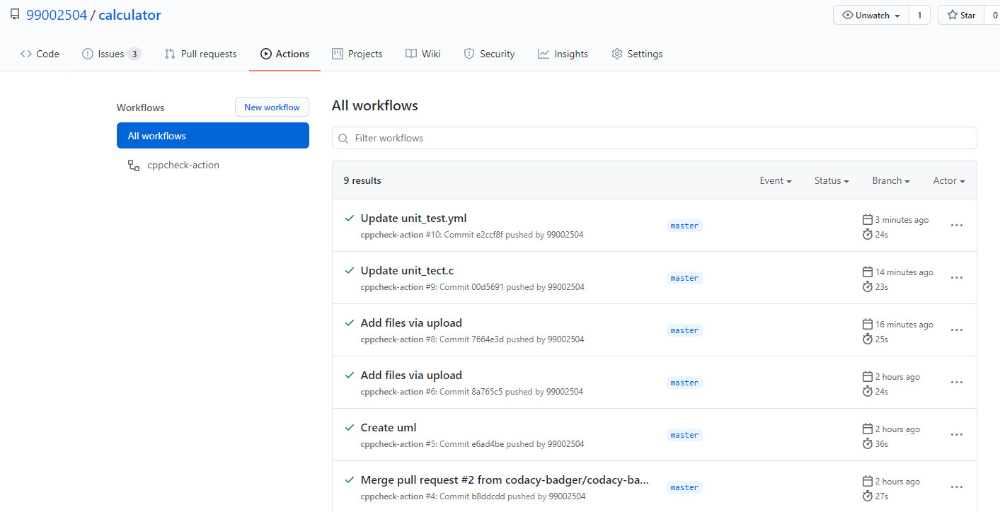 99002504 / calculator
Unwatch 1 Star 0
Code Issues 3 Pull requests Actions Projects Wiki Security Insights Settings
Workflows New workflow
All workflows
cppcheck-action
All workflows
Filter workflows
9 results Event Status Branch Actor
Update unit_test.yml
cppcheck-action #10: Commit e2ccf8f pushed by 99002504
master
3 minutes ago
24s
Update unit_tect.c
cppcheck-action #9: Commit 00d5691 pushed by 99002504
master
14 minutes ago
23s
Add files via upload
cppcheck-action #8: Commit 7664e3d pushed by 99002504
master
16 minutes ago
25s
Add files via upload
cppcheck-action #6: Commit 8a765c5 pushed by 99002504
master
2 hours ago
24s
Create uml
cppcheck-action #5: Commit e6ad4be pushed by 99002504
master
2 hours ago
36s
Merge pull request #2 from codacy-badger/codacy-ba...
cppcheck-action #4: Commit b8ddcdd pushed by 99002504
master
2 hours ago
27s